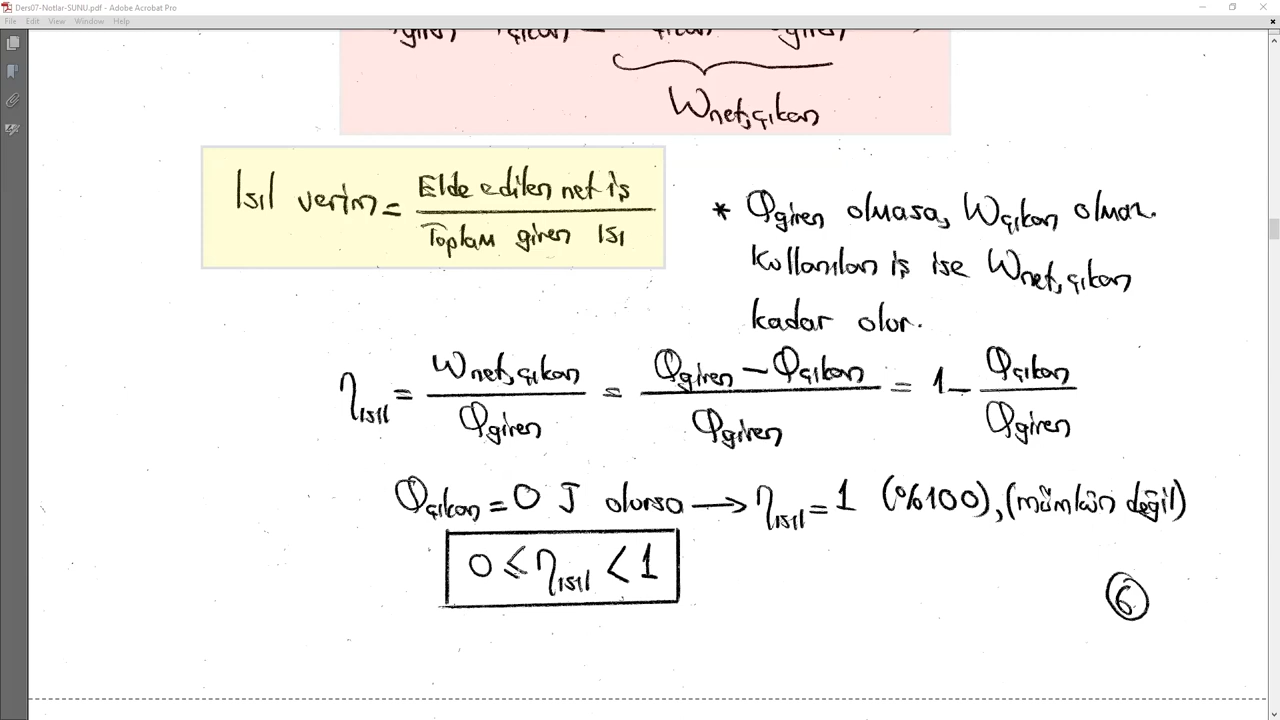 Ders07-Notlar-SUNU.pdf - Adobe Acrobat Pro
File Edit View Window Help
Wnet,çıkan
Isıl verim = Elde edilen net iş / Toplam giren ısı
* Qgiren olmasa, Wçıkan olmaz.
Kullanılan iş ise Wnet,çıkan
kadar olur.
ηısıl = Wnet,çıkan / Qgiren = Qgiren - Qçıkan / Qgiren = 1 - Qçıkan / Qgiren
Qçıkan = 0 J olursa → ηısıl = 1 (%100), (mümkün değil)
0 ≤ ηısıl < 1
6